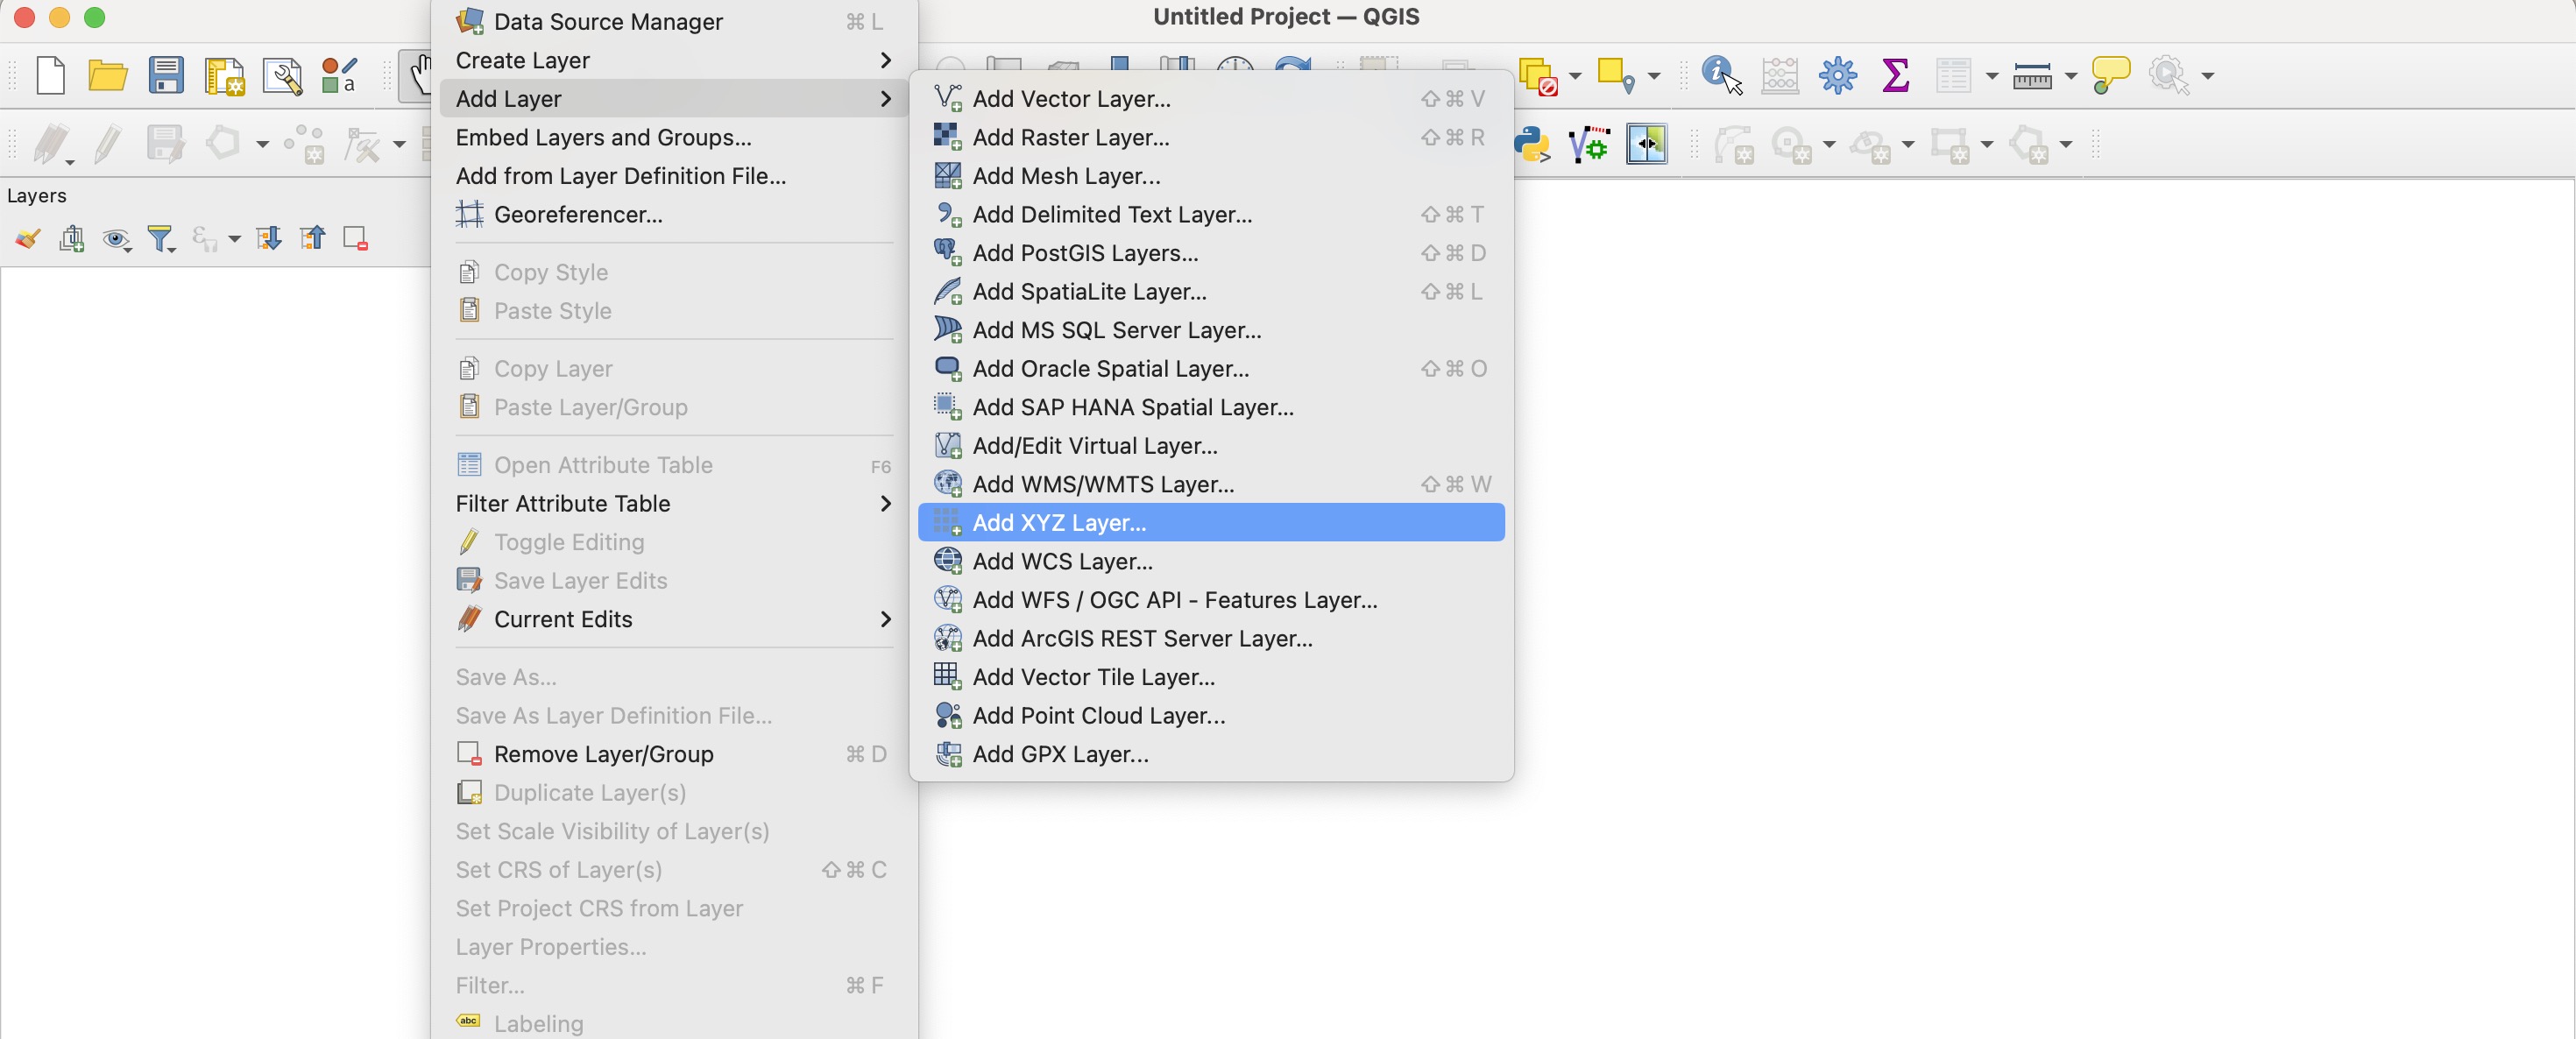 Untitled Project — QGIS
Data Source Manager ⌘ L
Create Layer
Add Layer
Embed Layers and Groups...
Add from Layer Definition File...
Georeferencer...
Copy Style
Paste Style
Copy Layer
Paste Layer/Group
Open Attribute Table F6
Filter Attribute Table
Toggle Editing
Save Layer Edits
Current Edits
Save As...
Save As Layer Definition File...
Remove Layer/Group ⌘ D
Duplicate Layer(s)
Set Scale Visibility of Layer(s)
Set CRS of Layer(s) ⇧ ⌘ C
Set Project CRS from Layer
Layer Properties...
Filter... ⌘ F
abc Labeling
Add Vector Layer... ⇧ ⌘ V
Add Raster Layer... ⇧ ⌘ R
Add Mesh Layer...
Add Delimited Text Layer... ⇧ ⌘ T
Add PostGIS Layers... ⇧ ⌘ D
Add SpatiaLite Layer... ⇧ ⌘ L
Add MS SQL Server Layer...
Add Oracle Spatial Layer... ⇧ ⌘ O
Add SAP HANA Spatial Layer...
Add/Edit Virtual Layer...
Add WMS/WMTS Layer... ⇧ ⌘ W
Add XYZ Layer...
Add WCS Layer...
Add WFS / OGC API - Features Layer...
Add ArcGIS REST Server Layer...
Add Vector Tile Layer...
Add Point Cloud Layer...
Add GPX Layer...
Layers